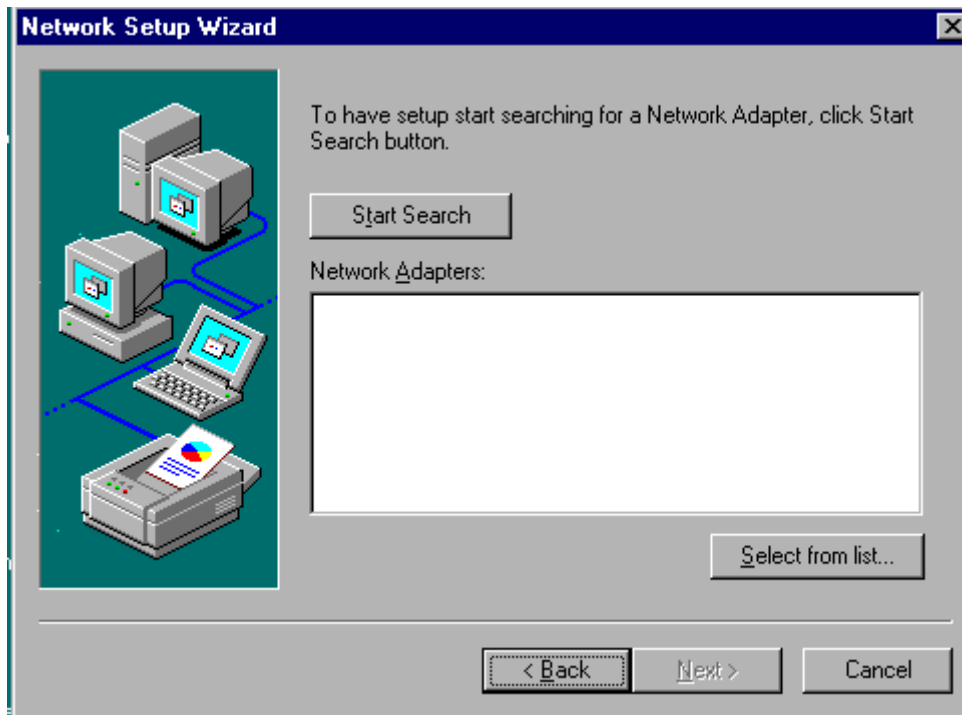 Network Setup Wizard
To have setup start searching for a Network Adapter, click Start
Search button.
Start Search
Network Adapters:
Select from list...
< Back Next > Cancel